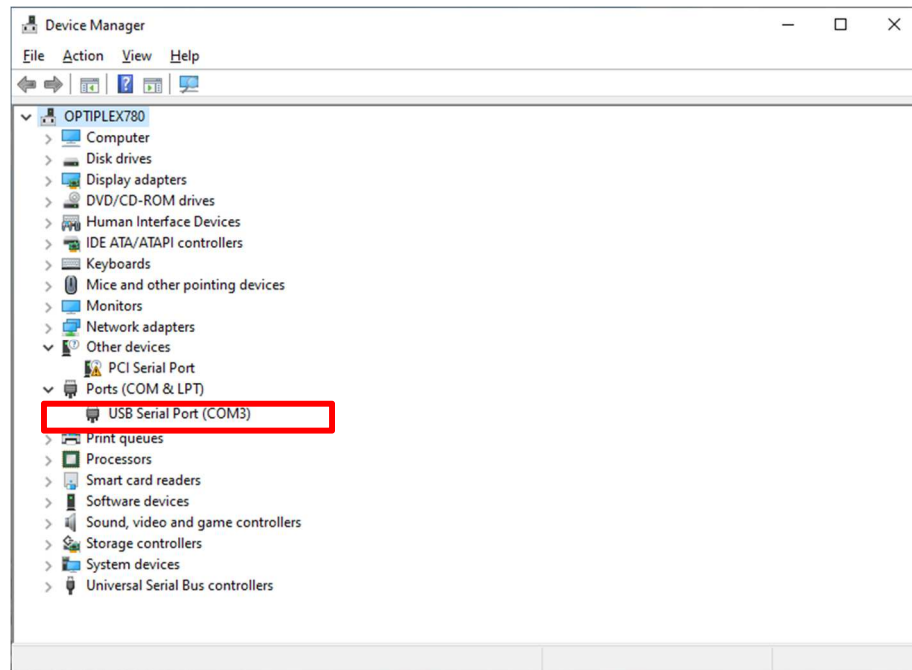 Device Manager
File Action View Help
OPTIPLEX780
Computer
Disk drives
Display adapters
DVD/CD-ROM drives
Human Interface Devices
IDE ATA/ATAPI controllers
Keyboards
Mice and other pointing devices
Monitors
Network adapters
Other devices
PCI Serial Port
Ports (COM & LPT)
USB Serial Port (COM3)
Print queues
Processors
Smart card readers
Software devices
Sound, video and game controllers
Storage controllers
System devices
Universal Serial Bus controllers